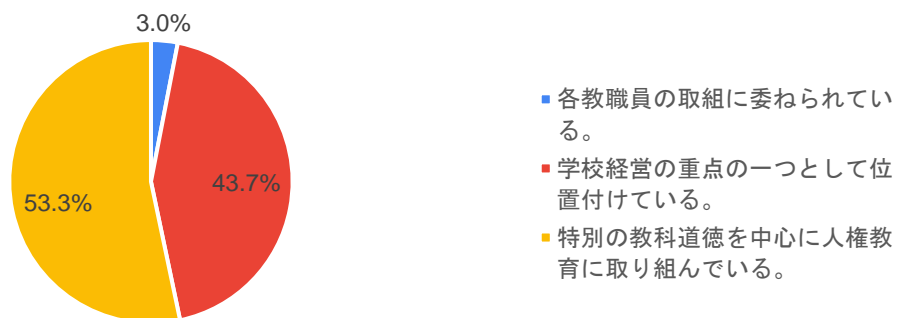 3.0%
43.7%
53.3%
各教職員の取組に委ねられてい
る。
学校経営の重点の一つとして位
置付けている。
特別の教科道徳を中心に人権教
育に取り組んでいる。